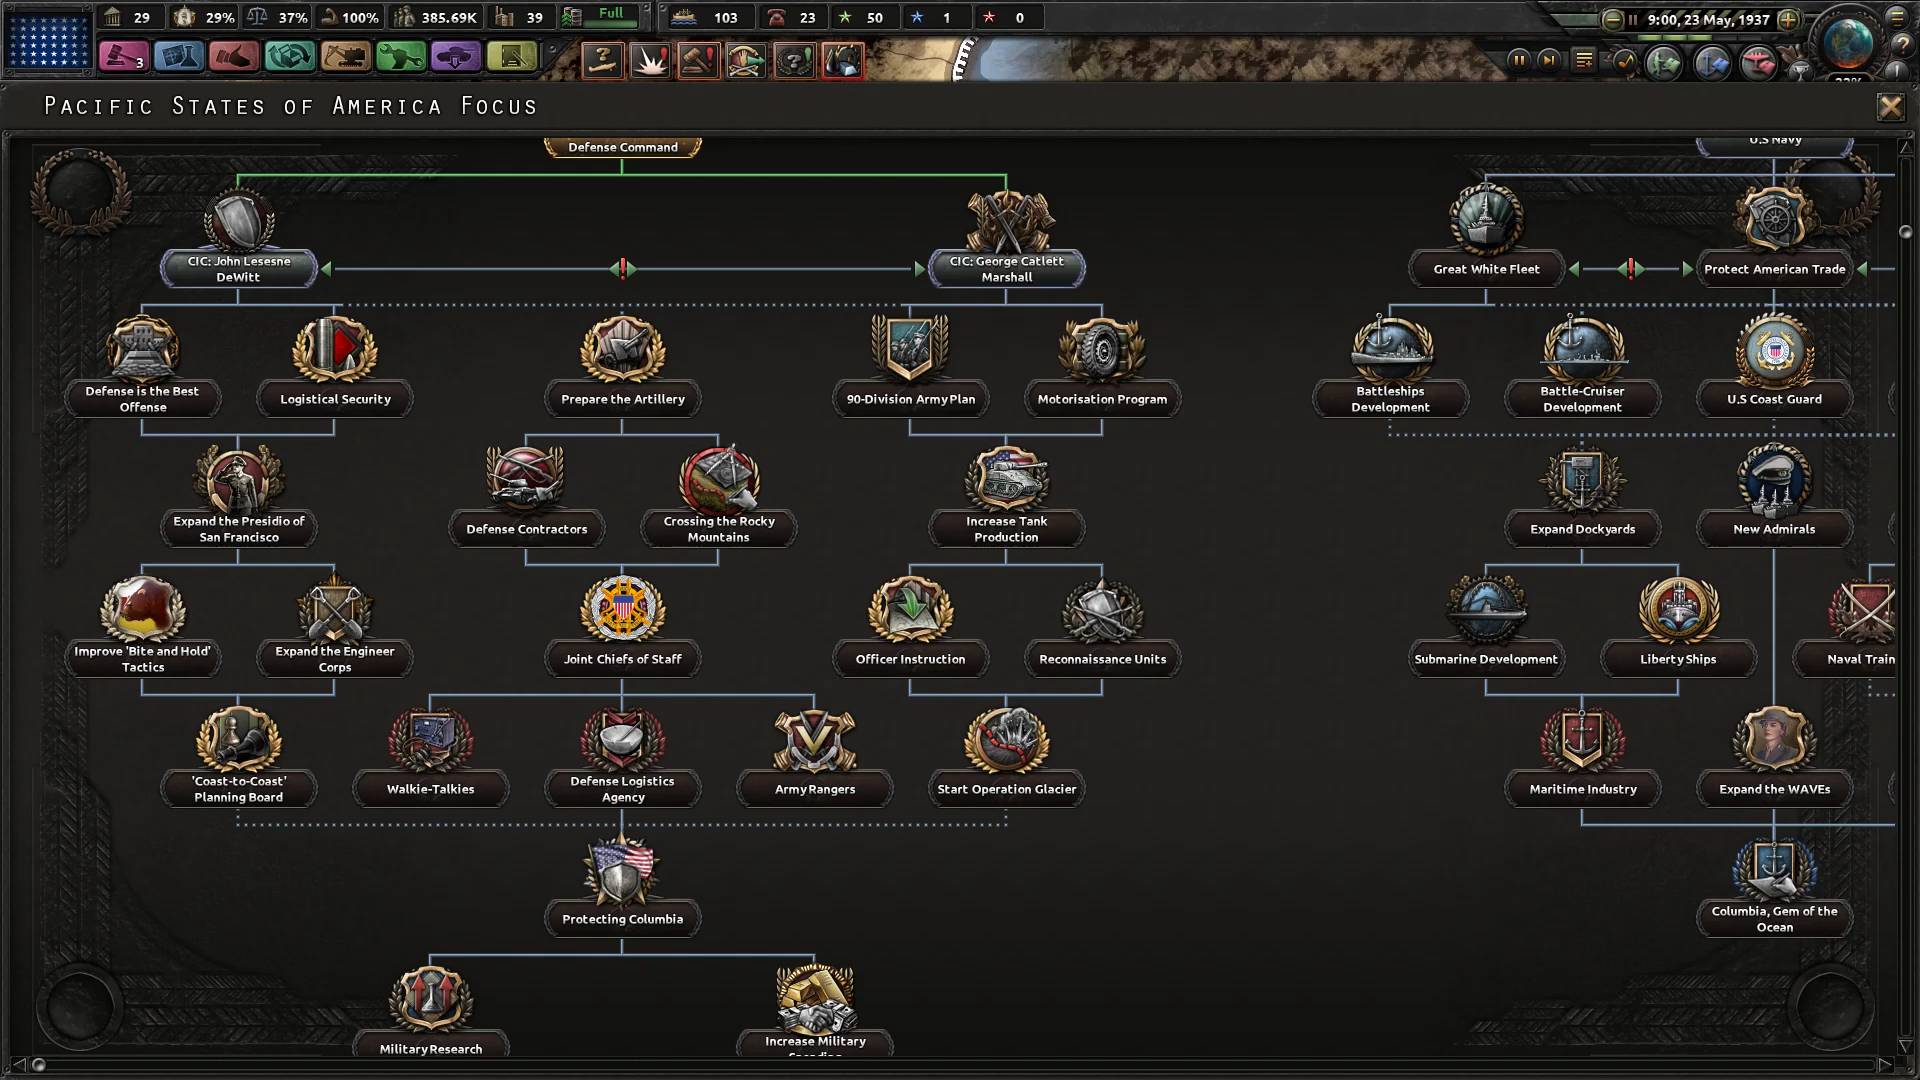 29
29%
37%
100%
385.69K
39
Full
103
23
50
1
0
9:00, 23 May, 1937
3
Pacific States of America Focus
Defense Command
U.S Navy
CIC: John Lesesne
DeWitt
CIC: George Catlett
Marshall
Great White Fleet
Protect American Trade
Defense is the Best
Offense
Logistical Security
Prepare the Artillery
90-Division Army Plan
Motorisation Program
Battleships
Development
Battle-Cruiser
Development
U.S Coast Guard
Expand the Presidio of
San Francisco
Defense Contractors
Crossing the Rocky
Mountains
Increase Tank
Production
Expand Dockyards
New Admirals
Improve 'Bite and Hold'
Tactics
Expand the Engineer
Corps
Joint Chiefs of Staff
Officer Instruction
Reconnaissance Units
Submarine Development
Liberty Ships
Naval Train
'Coast-to-Coast'
Planning Board
Walkie-Talkies
Defense Logistics
Agency
Army Rangers
Start Operation Glacier
Maritime Industry
Expand the WAVEs
Protecting Columbia
Columbia, Gem of the
Ocean
Military Research
Increase Military